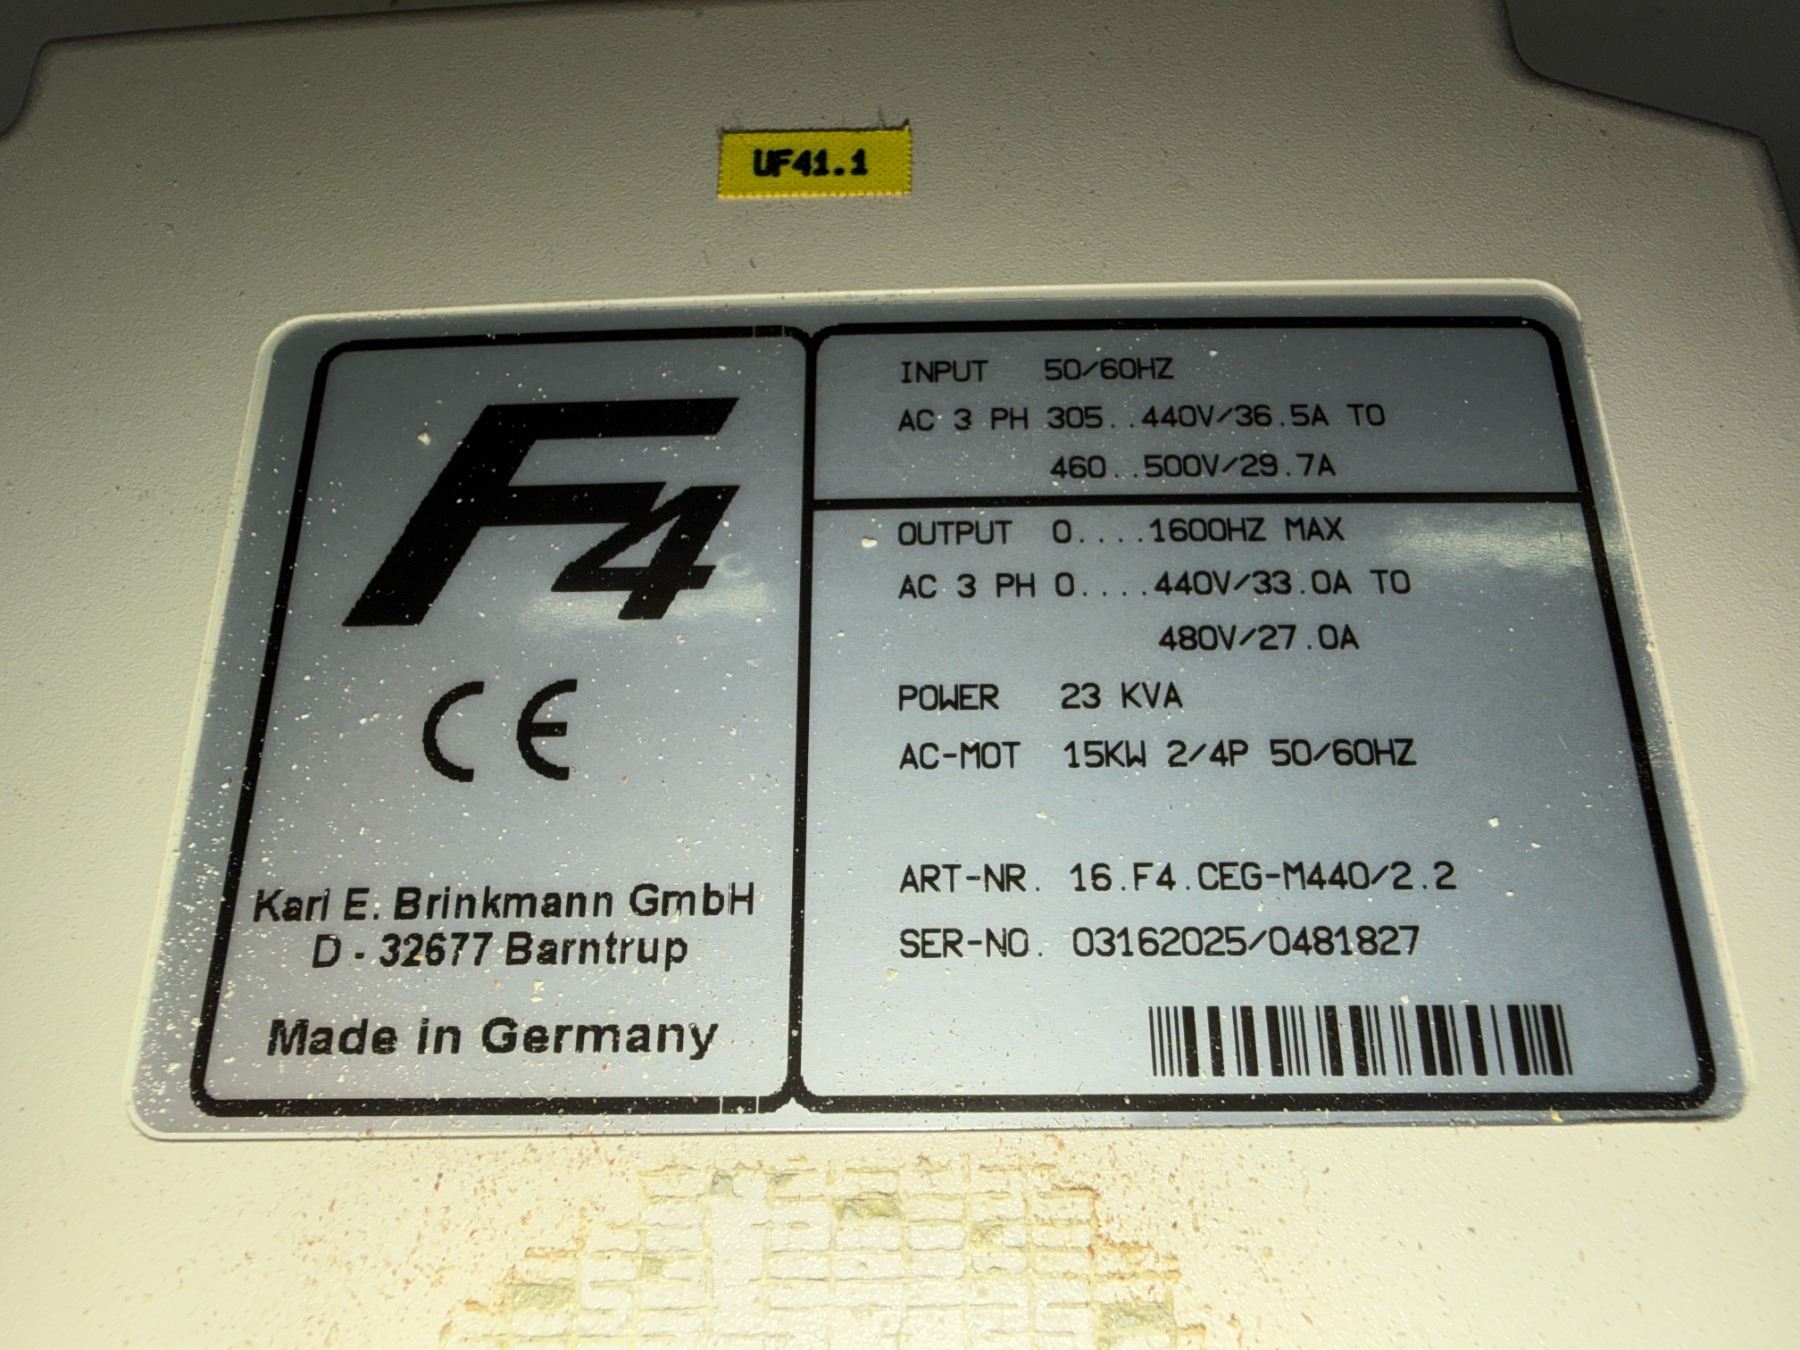 UF41.1
F4
CE
Karl E. Brinkmann GmbH
D - 32677 Barntrup
Made in Germany
INPUT 50/60HZ
AC 3 PH 305..440V/36.5A TO
460..500V/29.7A
OUTPUT 0....1600HZ MAX
AC 3 PH 0....440V/33.0A TO
480V/27.0A
POWER 23 KVA
AC-MOT 15KW 2/4P 50/60HZ
ART-NR. 16.F4.CEG-M440/2.2
SER-NO. 03162025/0481827